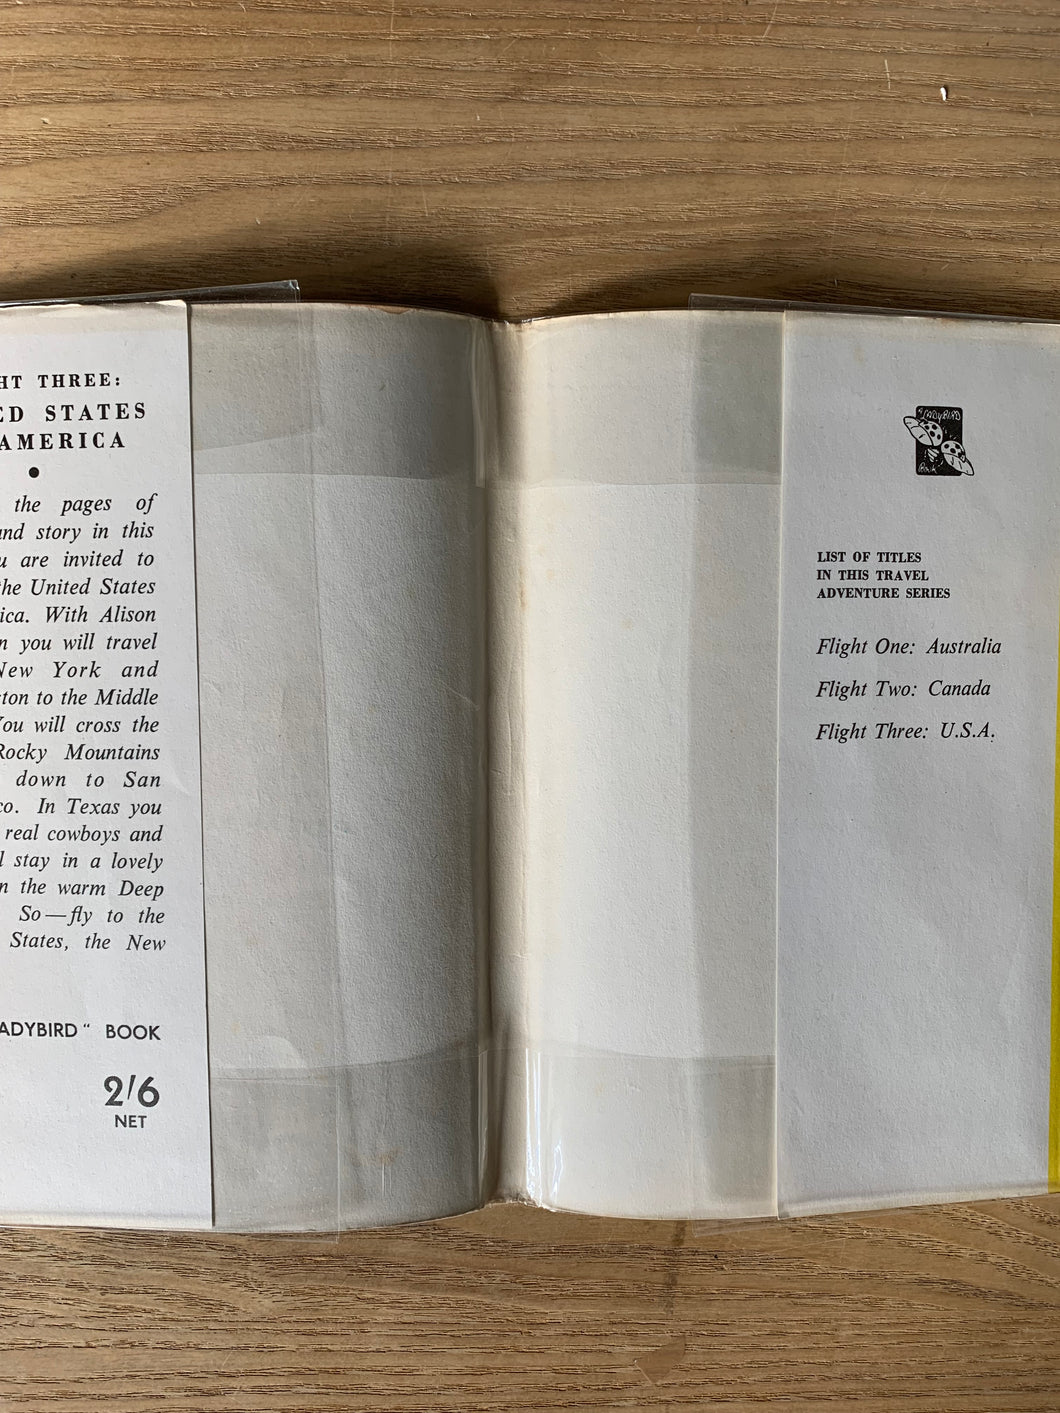 HT THREE:
ED STATES
AMERICA
the pages of
and story in this
u are invited to
the United States
ica. With Alison
n you will travel
New York and
ton to the Middle
You will cross the
Rocky Mountains
down to San
co. In Texas you
real cowboys and
l stay in a lovely
n the warm Deep
So—fly to the
States, the New
ADYBIRD" BOOK
2/6
NET
A LADYBIRD
Book
LIST OF TITLES
IN THIS TRAVEL
ADVENTURE SERIES
Flight One: Australia
Flight Two: Canada
Flight Three: U.S.A.